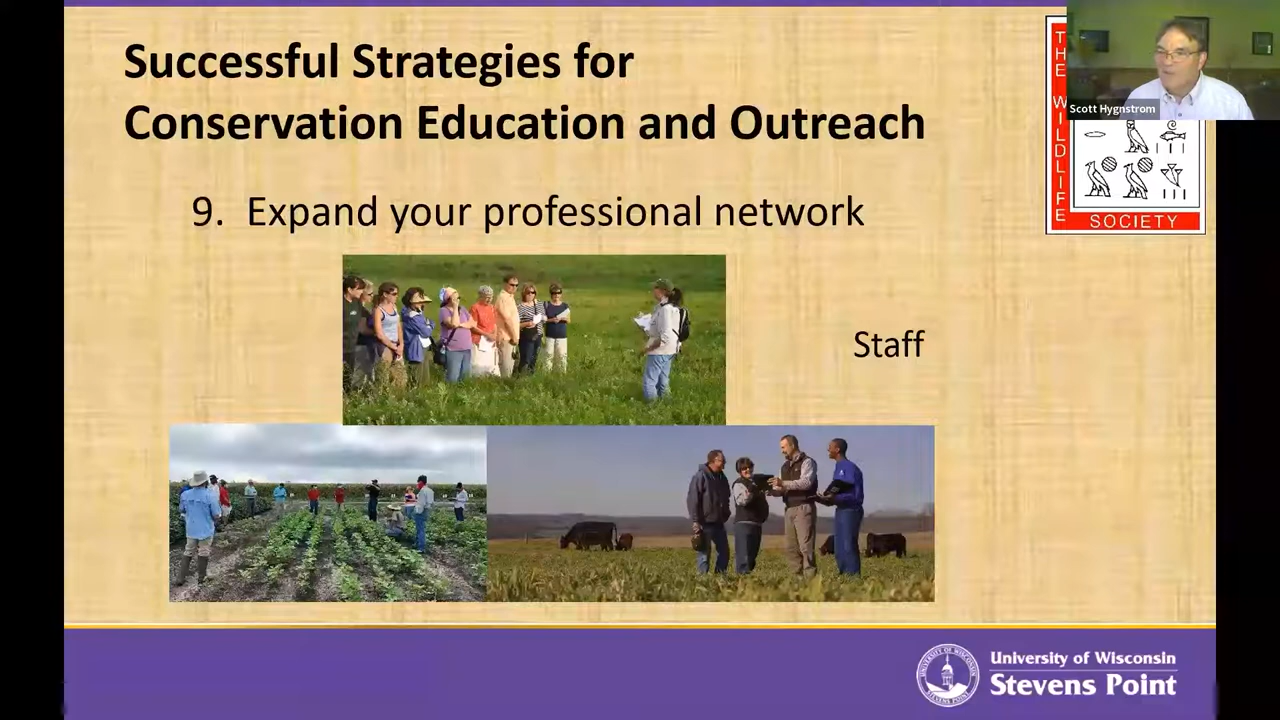 Successful Strategies for
Conservation Education and Outreach
9. Expand your professional network
Staff
THE WILDLIFE
SOCIETY
Scott Hygnstrom
University of Wisconsin
Stevens Point